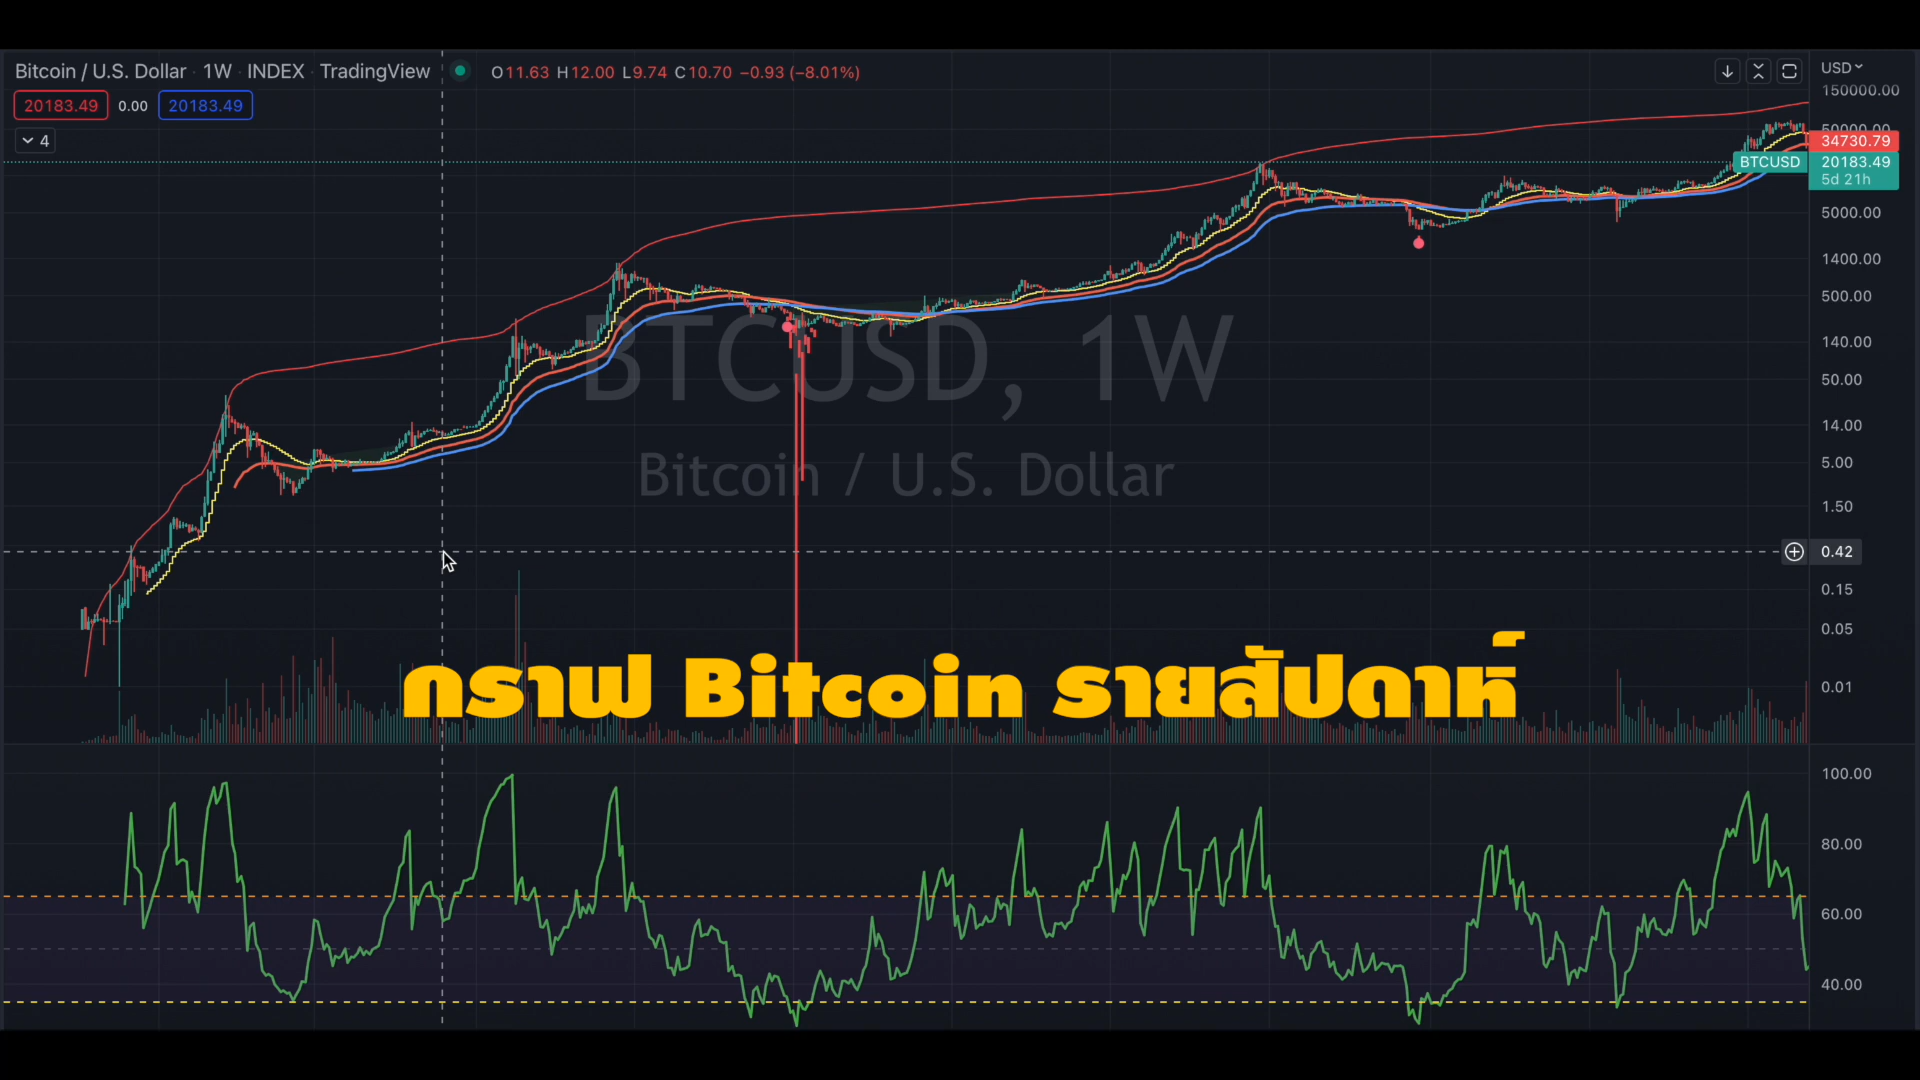 Bitcoin / U.S. Dollar · 1W · INDEX · TradingView
O11.63 H12.00 L9.74 C10.70 −0.93 (−8.01%)
USD
20183.49 0.00 20183.49
4
150000.00
50000.00
34730.79
BTCUSD 20183.49
5d 21h
5000.00
1400.00
500.00
140.00
50.00
14.00
5.00
1.50
0.42
0.15
0.05
0.01
BTCUSD, 1W
Bitcoin / U.S. Dollar
กราฟ Bitcoin รายสัปดาห์
100.00
80.00
60.00
40.00